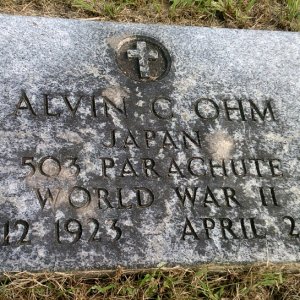 ALVIN C OHM
JAPAN
503 PARACHUTE
WORLD WAR II
12 1923 APRIL 2